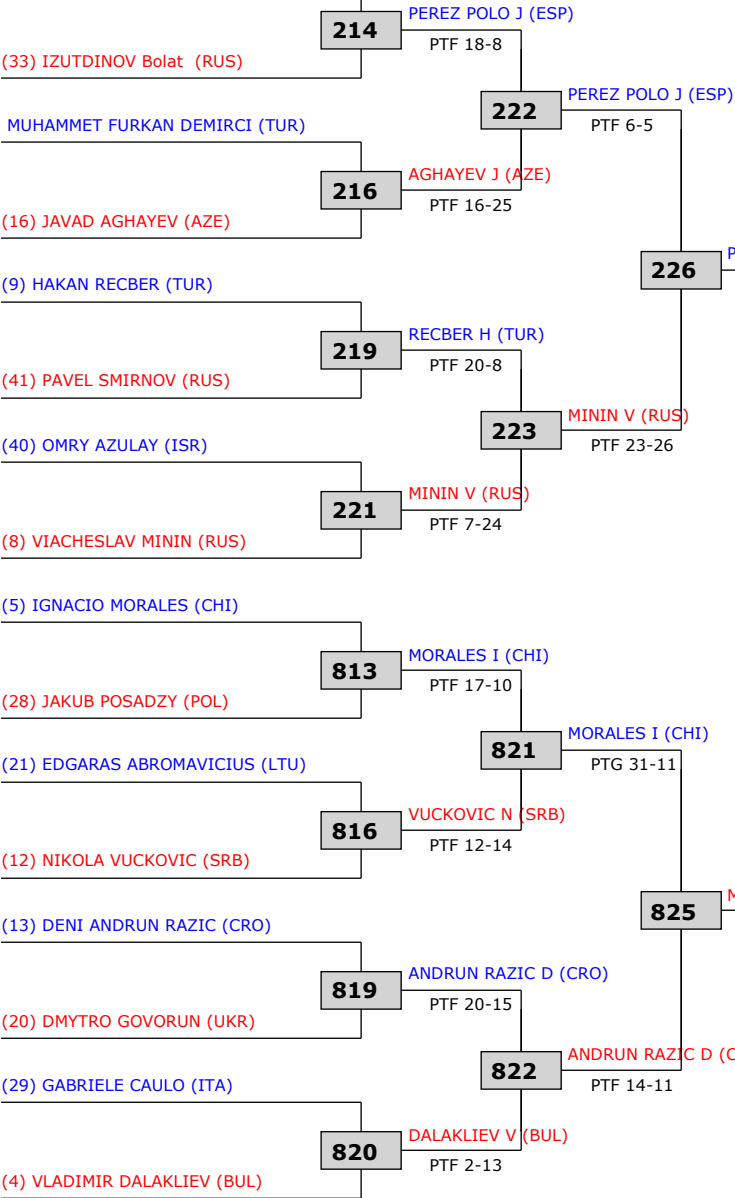 PEREZ POLO J (ESP)
214
PTF 18-8
(33) IZUTDINOV Bolat (RUS)
PEREZ POLO J (ESP)
222
PTF 6-5
MUHAMMET FURKAN DEMIRCI (TUR)
AGHAYEV J (AZE)
216
PTF 16-25
(16) JAVAD AGHAYEV (AZE)
P
226
(9) HAKAN RECBER (TUR)
RECBER H (TUR)
219
PTF 20-8
(41) PAVEL SMIRNOV (RUS)
MININ V (RUS)
223
PTF 23-26
(40) OMRY AZULAY (ISR)
MININ V (RUS)
221
PTF 7-24
(8) VIACHESLAV MININ (RUS)
(5) IGNACIO MORALES (CHI)
MORALES I (CHI)
813
PTF 17-10
(28) JAKUB POSADZY (POL)
MORALES I (CHI)
821
PTG 31-11
(21) EDGARAS ABROMAVICIUS (LTU)
VUCKOVIC N (SRB)
816
PTF 12-14
(12) NIKOLA VUCKOVIC (SRB)
M
825
(13) DENI ANDRUN RAZIC (CRO)
ANDRUN RAZIC D (CRO)
819
PTF 20-15
(20) DMYTRO GOVORUN (UKR)
ANDRUN RAZIC D (C
822
PTF 14-11
(29) GABRIELE CAULO (ITA)
DALAKLIEV V (BUL)
820
PTF 2-13
(4) VLADIMIR DALAKLIEV (BUL)